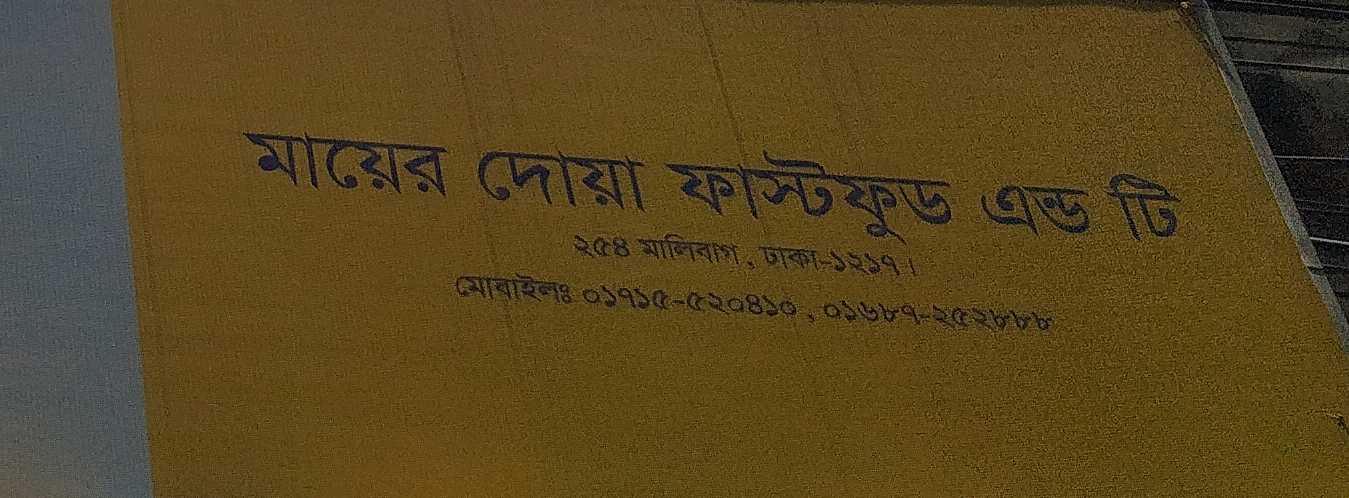 মায়ের দোয়া ফাস্টফুড এন্ড টি
২৫৪ মালিবাগ, ঢাকা-১২১৭।
মোবাইলঃ ০১৭১৫-৫২০৪১০, ০১৬৮৭-২৫২৮৮৮